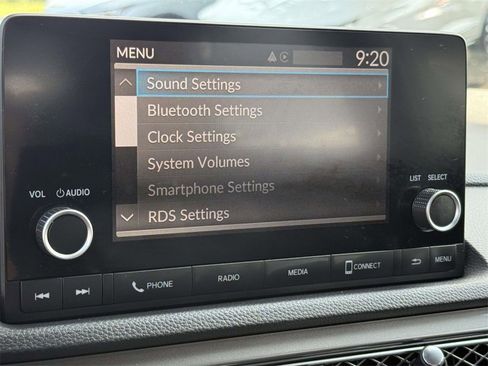 MENU 9:20
Sound Settings
Bluetooth Settings
Clock Settings
System Volumes
Smartphone Settings
RDS Settings
VOL AUDIO
LIST SELECT
PHONE RADIO MEDIA CONNECT MENU